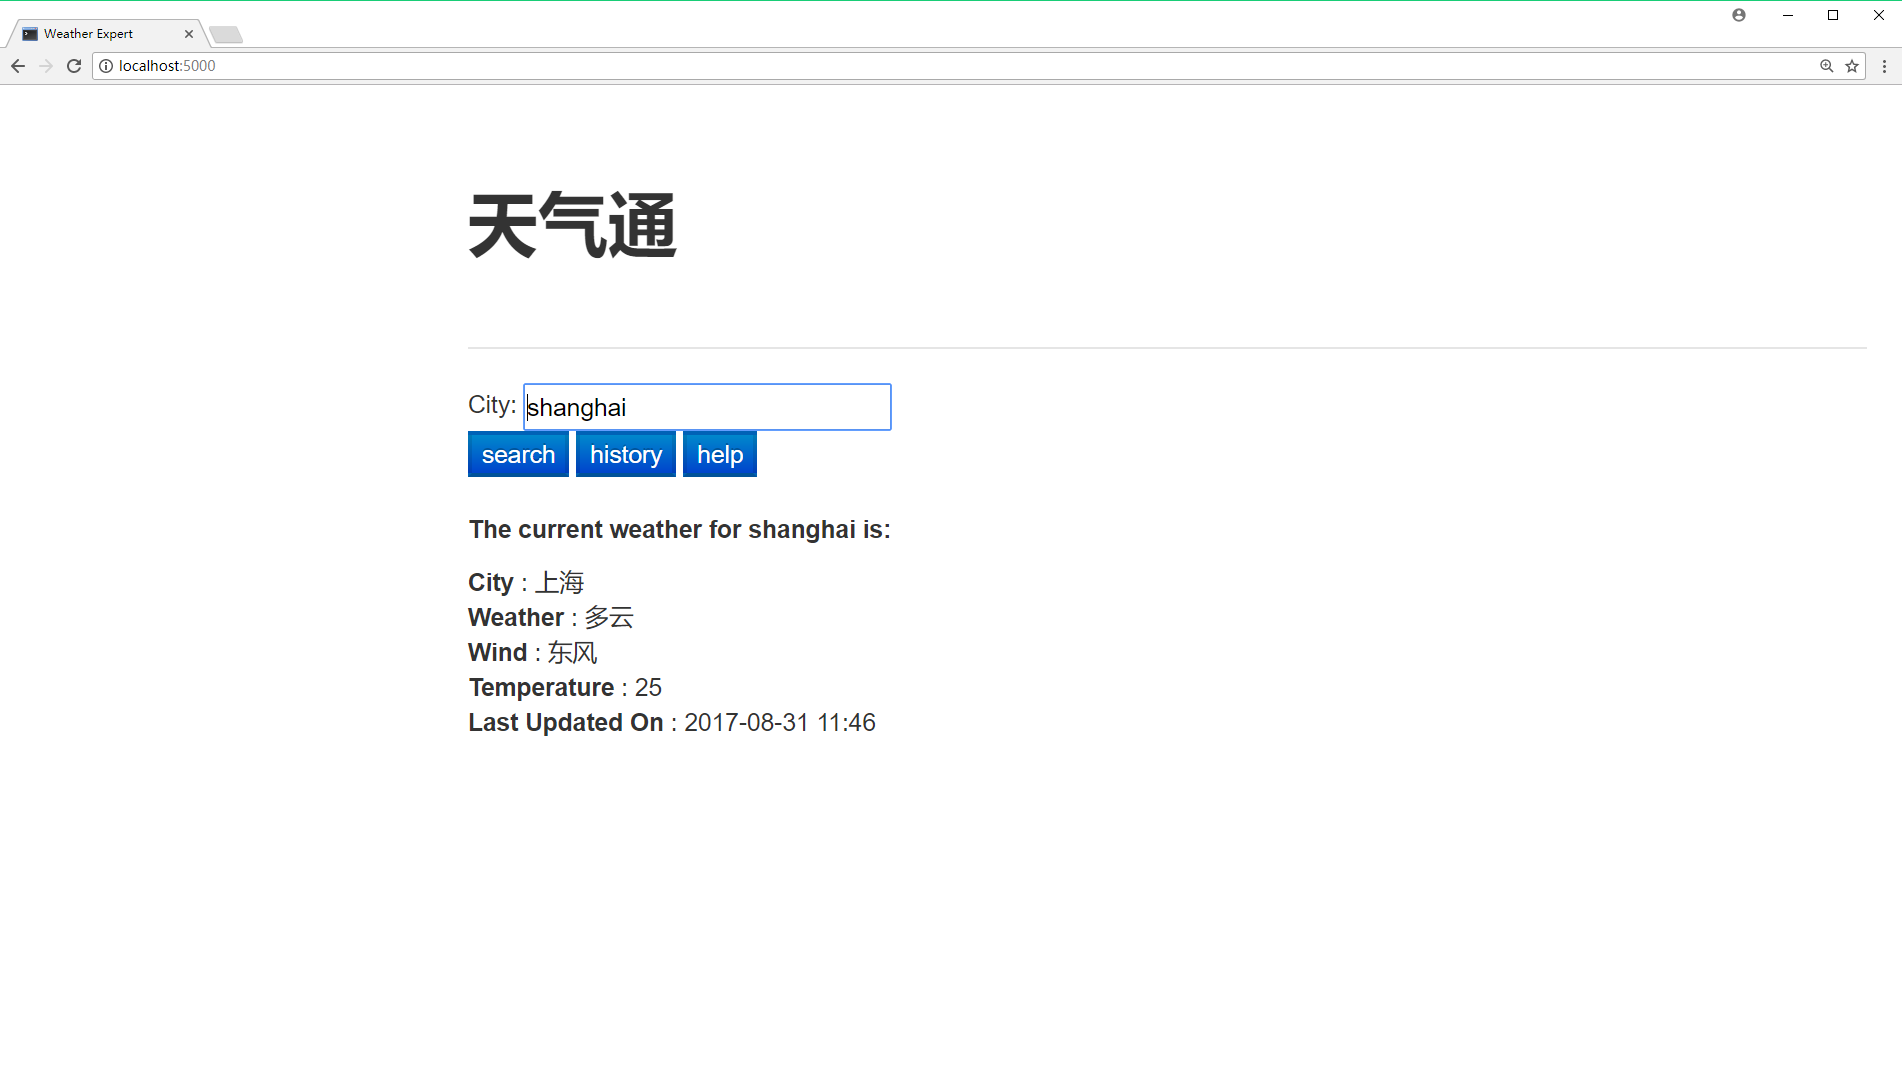 Weather Expert
localhost:5000
天气通
City: shanghai
search history help
The current weather for shanghai is:
City : 上海
Weather : 多云
Wind : 东风
Temperature : 25
Last Updated On : 2017-08-31 11:46